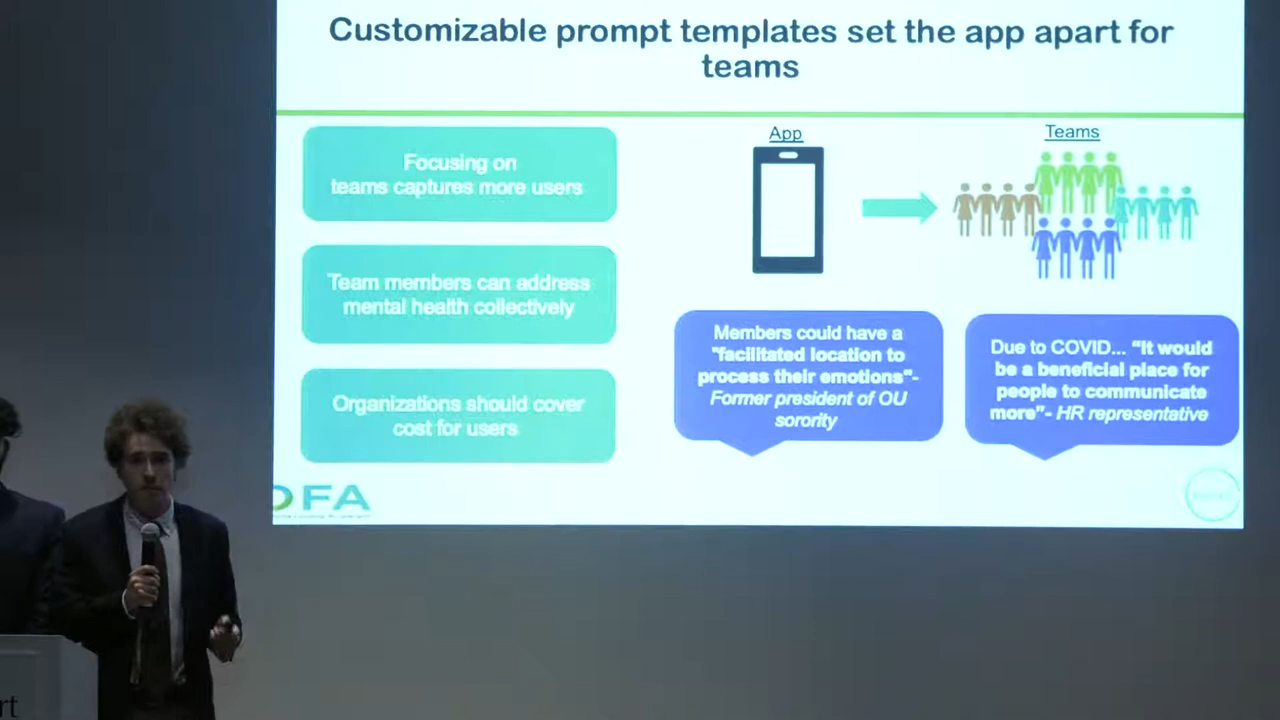 Customizable prompt templates set the app apart for
teams
Focusing on
teams captures more users
Team members can address
mental health collectively
Organizations should cover
cost for users
App
Teams
Members could have a
"facilitated location to
process their emotions"-
Former president of OU
sorority
Due to COVID... "It would
be a beneficial place for
people to communicate
more"- HR representative
OFA
rt